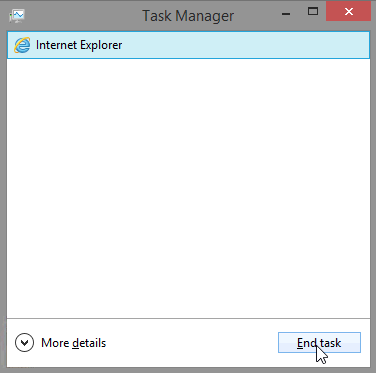 Task Manager
Internet Explorer
More details
End task